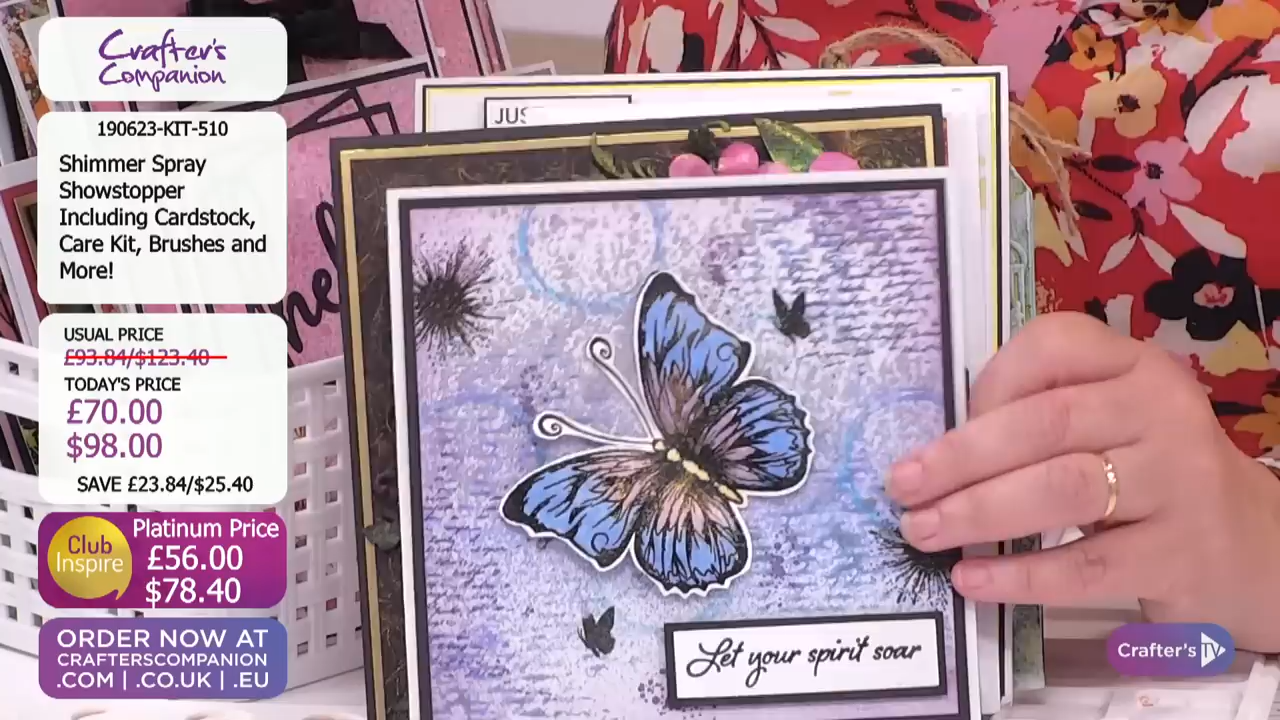 Crafter's
Companion
190623-KIT-510
Shimmer Spray
Showstopper
Including Cardstock,
Care Kit, Brushes and
More!
USUAL PRICE
£93.84/$123.40
TODAY'S PRICE
£70.00
$98.00
SAVE £23.84/$25.40
Club
Inspire
Platinum Price
£56.00
$78.40
ORDER NOW AT
CRAFTERSCOMPANION
.COM | .CO.UK | .EU
JUS
Let your spirit soar
Crafter's TV